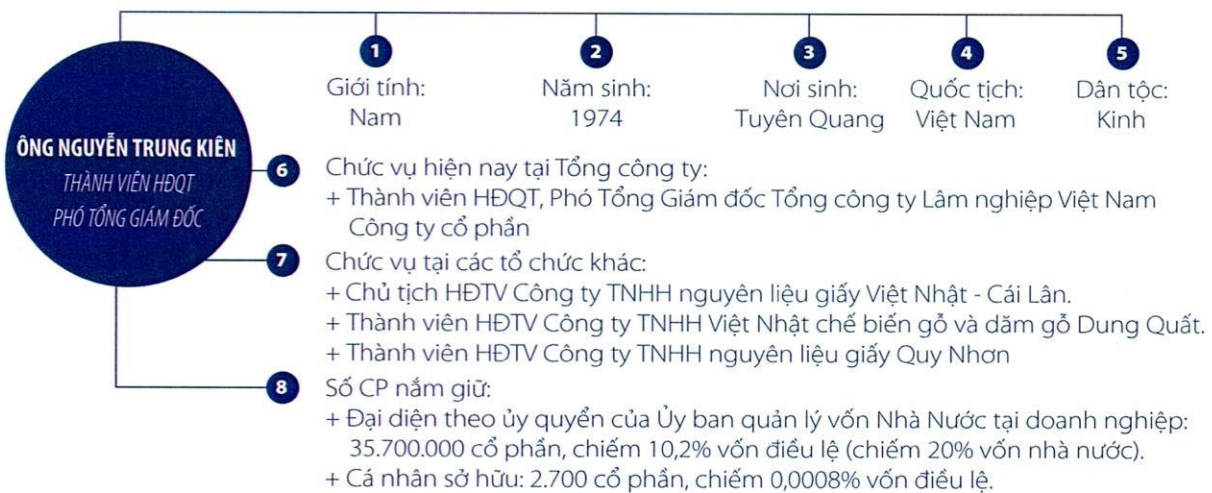 ÔNG NGUYỄN TRUNG KIÊN
THÀNH VIÊN HĐQT
PHÓ TỔNG GIÁM ĐỐC
1
Giới tính:
Nam
2
Năm sinh:
1974
3
Nơi sinh:
Tuyên Quang
4
Quốc tịch:
Việt Nam
5
Dân tộc:
Kinh
6
Chức vụ hiện nay tại Tổng công ty:
+ Thành viên HĐQT, Phó Tổng Giám đốc Tổng công ty Lâm nghiệp Việt Nam
Công ty cổ phần
7
Chức vụ tại các tổ chức khác:
+ Chủ tịch HĐTV Công ty TNHH nguyên liệu giấy Việt Nhật - Cái Lân.
+ Thành viên HĐTV Công ty TNHH Việt Nhật chế biến gỗ và dăm gỗ Dung Quất.
+ Thành viên HĐTV Công ty TNHH nguyên liệu giấy Quy Nhơn
8
Số CP nắm giữ:
+ Đại diện theo ủy quyền của Ủy ban quản lý vốn Nhà Nước tại doanh nghiệp:
35.700.000 cổ phần, chiếm 10,2% vốn điều lệ (chiếm 20% vốn nhà nước).
+ Cá nhân sở hữu: 2.700 cổ phần, chiếm 0,0008% vốn điều lệ.